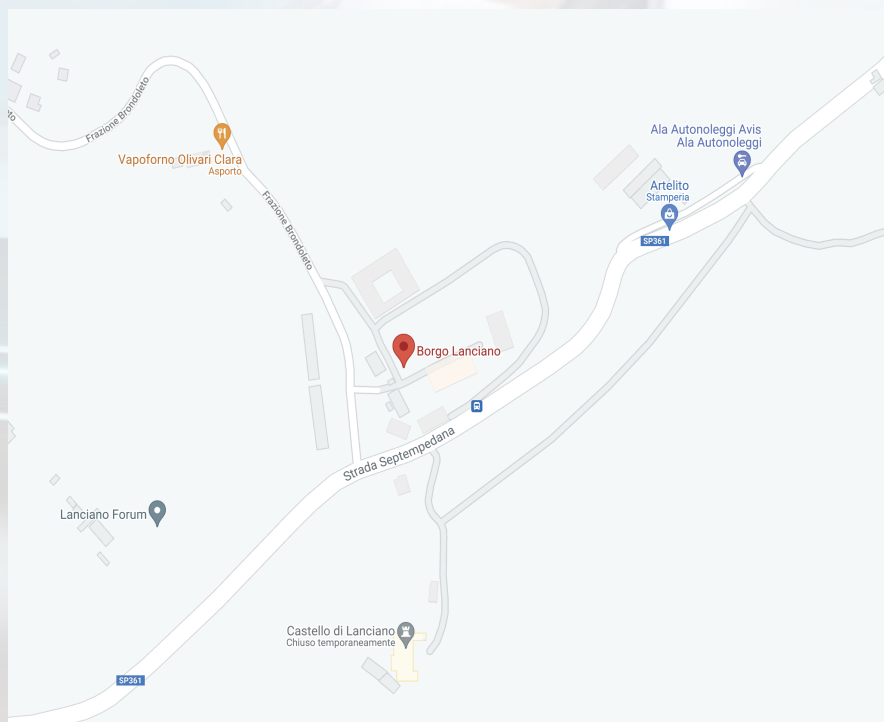 Frazione Brondoleto
Vapoforno Olivari Clara
Asporto
Ala Autonoleggi Avis
Ala Autonoleggi
Artelito
Stamperia
SP361
Frazione Brondoleto
Borgo Lanciano
Strada Septempedana
Lanciano Forum
Castello di Lanciano
Chiuso temporaneamente
SP361